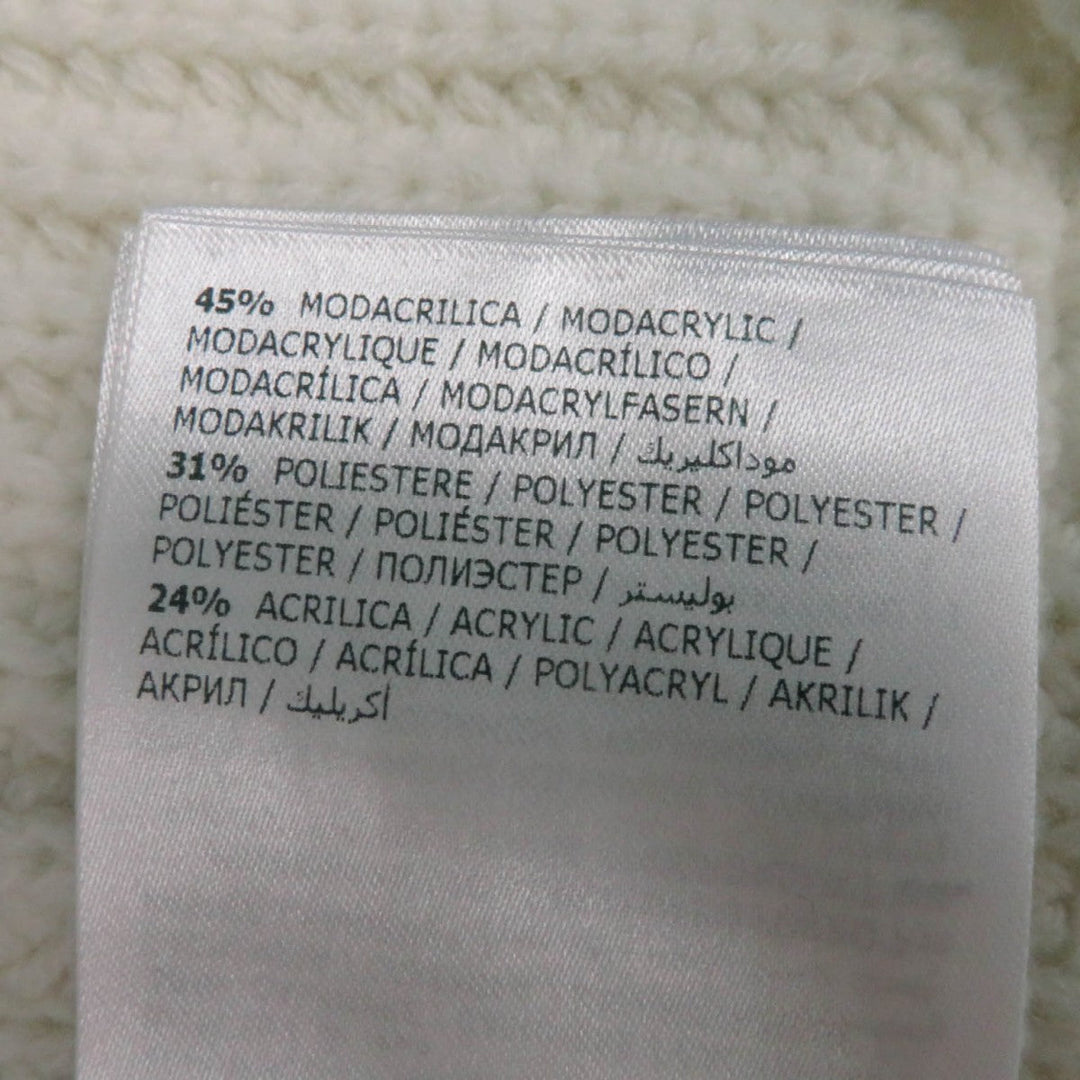 45% MODACRILICA / MODACRYLIC /
MODACRYLIQUE / MODACRÍLICO /
MODACRÍLICA / MODACRYLFASERN /
MODAKRILIK / МОДАКРИЛ / موداكليريك
31% POLIESTERE / POLYESTER / POLYESTER /
POLIÉSTER / POLIÉSTER / POLYESTER /
POLYESTER / ПОЛИЭСТЕР / بوليستر
24% ACRILICA / ACRYLIC / ACRYLIQUE /
ACRÍLICO / ACRÍLICA / POLYACRYL / AKRILIK /
АКРИЛ / أكريليك